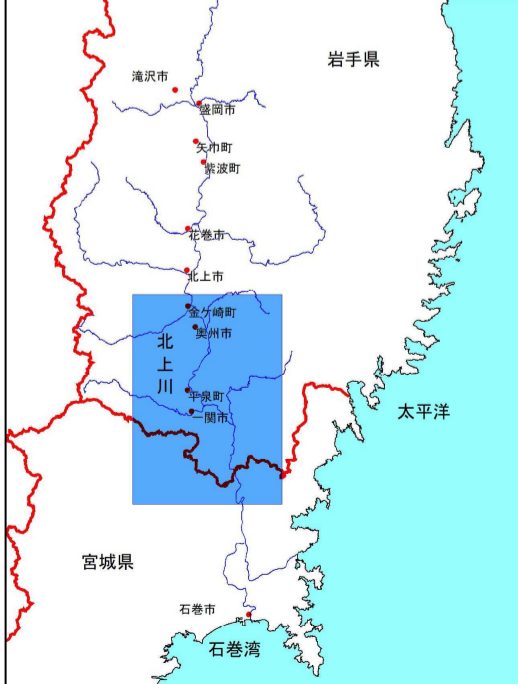 岩手県
滝沢市
盛岡市
矢巾町
紫波町
花巻市
北上市
金ケ崎町
奥州市
北上川
平泉町
一関市
太平洋
宮城県
石巻市
石巻湾